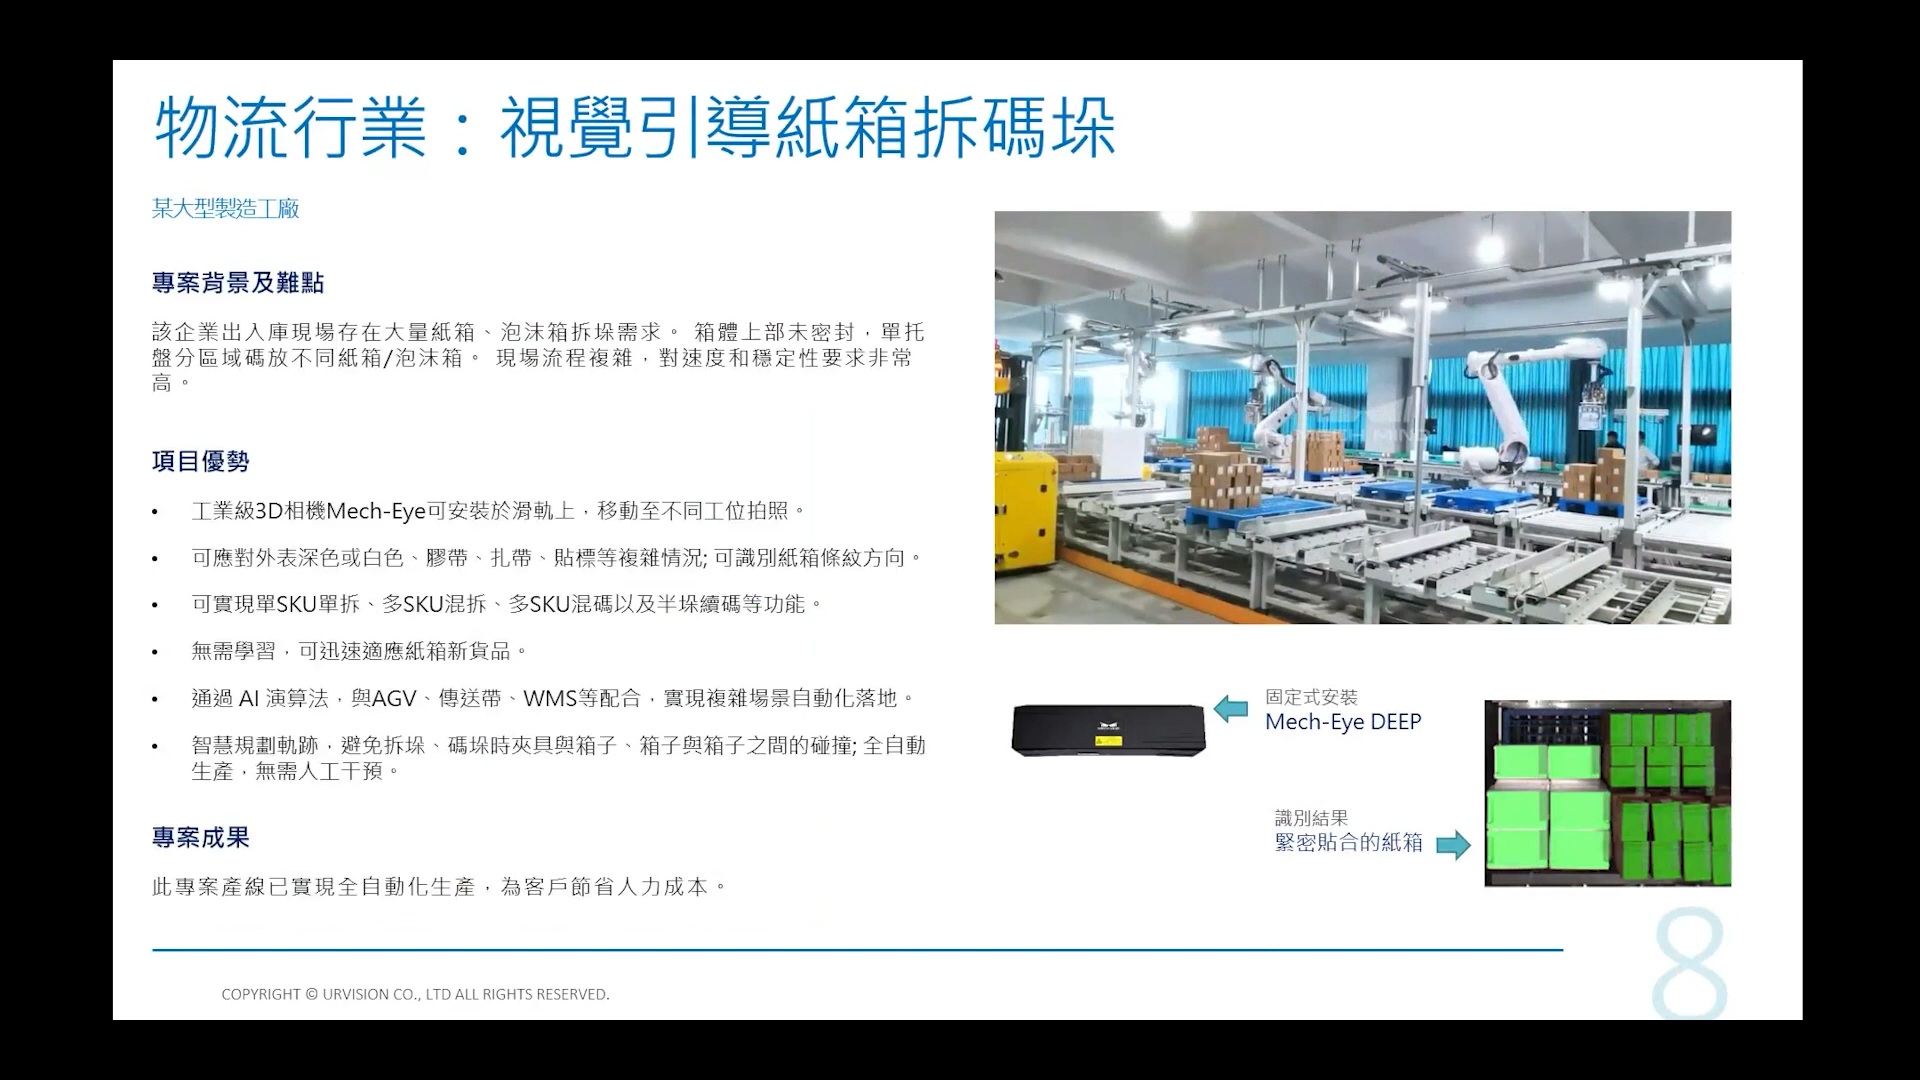 物流行業：視覺引導紙箱拆碼垛
某大型製造工廠
專案背景及難點
該企業出入庫現場存在大量紙箱、泡沫箱拆垛需求。 箱體上部未密封，單托
盤分區域碼放不同紙箱/泡沫箱。 現場流程複雜，對速度和穩定性要求非常
高。
項目優勢
• 工業級3D相機Mech-Eye可安裝於滑軌上，移動至不同工位拍照。
• 可應對外表深色或白色、膠帶、扎帶、貼標等複雜情況; 可識別紙箱條紋方向。
• 可實現單SKU單拆、多SKU混拆、多SKU混碼以及半垛續碼等功能。
• 無需學習，可迅速適應紙箱新貨品。
• 通過 AI 演算法，與AGV、傳送帶、WMS等配合，實現複雜場景自動化落地。
• 智慧規劃軌跡，避免拆垛、碼垛時夾具與箱子、箱子與箱子之間的碰撞; 全自動
生產，無需人工干預。
專案成果
此專案產線已實現全自動化生產，為客戶節省人力成本。
MECH MIND
固定式安裝
Mech-Eye DEEP
識別結果
緊密貼合的紙箱
COPYRIGHT © URVISION CO., LTD ALL RIGHTS RESERVED.
8